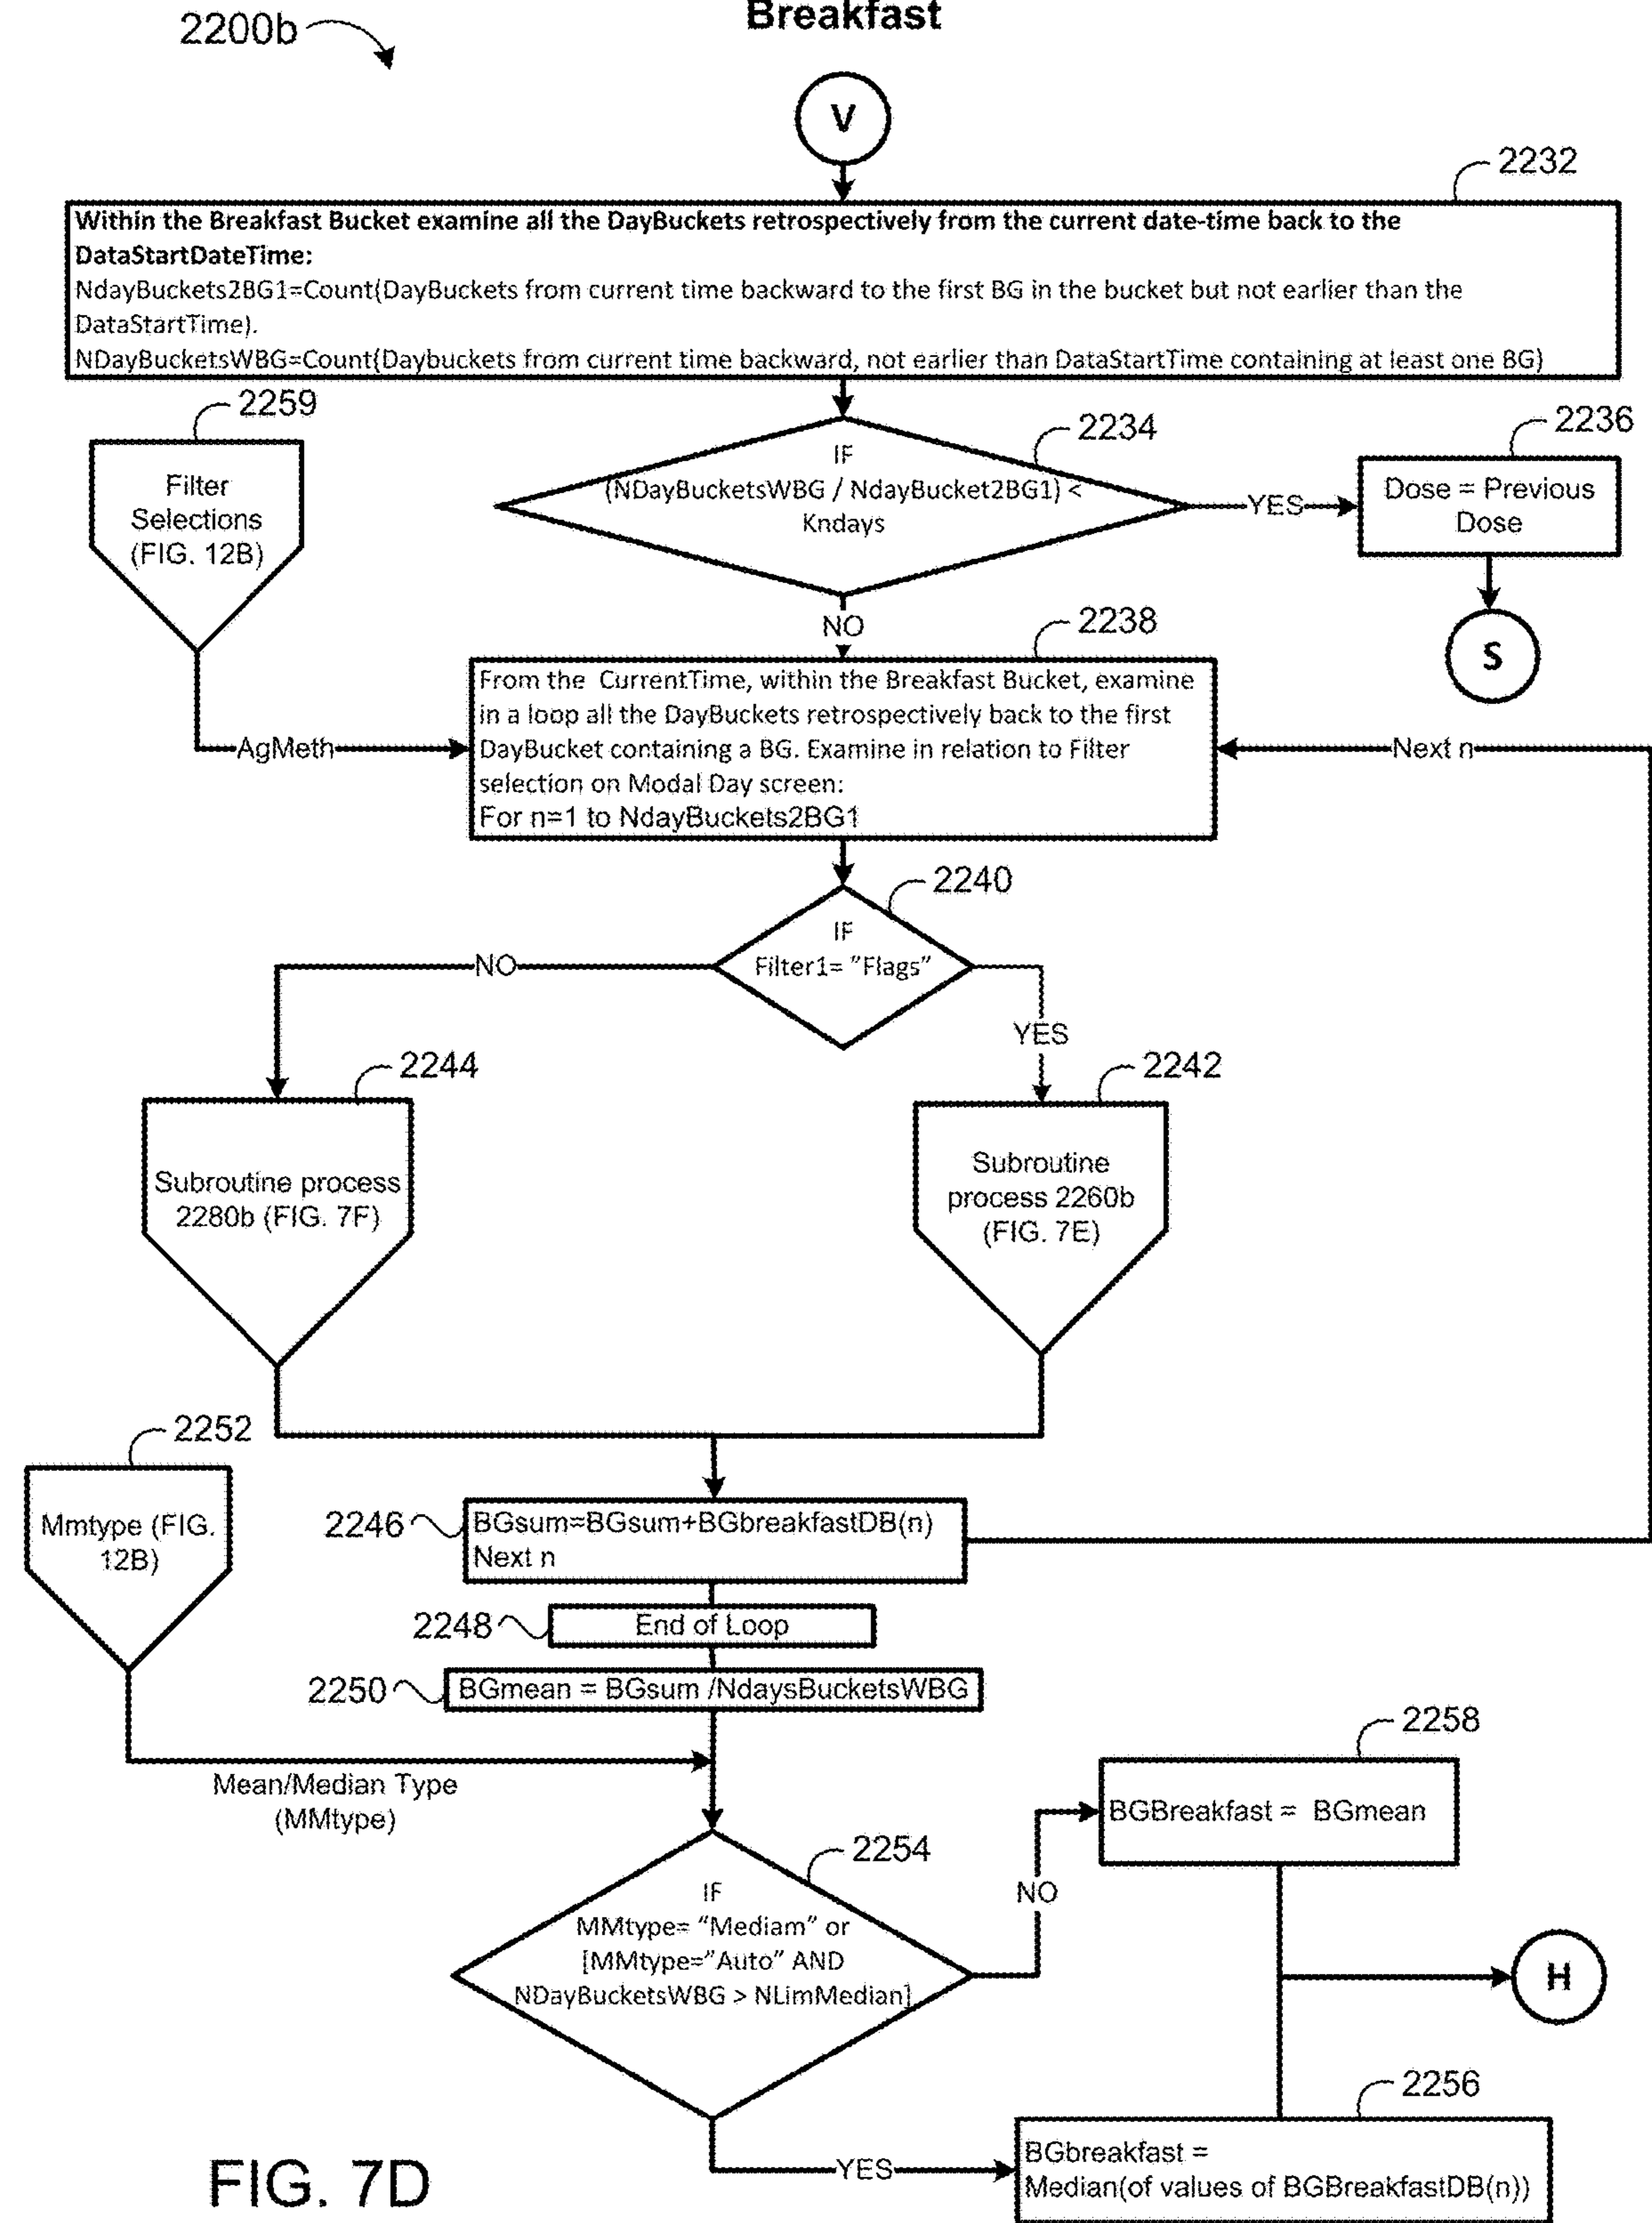 Breakfast
2200b
V
2232
Within the Breakfast Bucket examine all the DayBuckets retrospectively from the current date-time back to the
DataStartDateTime:
NdayBuckets2BG1=Count(DayBuckets from current time backward to the first BG in the bucket but not earlier than the
DataStartTime).
NDayBucketsWBG=Count(Daybuckets from current time backward, not earlier than DataStartTime containing at least one BG)
2259
Filter
Selections
(FIG. 12B)
2234
IF
(NDayBucketsWBG / NdayBucket2BG1) <
Kndays
YES
2236
Dose = Previous
Dose
S
NO
2238
From the CurrentTime, within the Breakfast Bucket, examine
in a loop all the DayBuckets retrospectively back to the first
DayBucket containing a BG. Examine in relation to Filter
selection on Modal Day screen:
For n=1 to NdayBuckets2BG1
AgMeth
Next n
2240
IF
Filter1= "Flags"
NO
YES
2244
Subroutine process
2280b (FIG. 7F)
2242
Subroutine
process 2260b
(FIG. 7E)
2252
Mmtype (FIG.
12B)
2246
BGsum=BGsum+BGbreakfastDB(n)
Next n
2248
End of Loop
2250
BGmean = BGsum /NdaysBucketsWBG
Mean/Median Type
(MMtype)
2258
BGBreakfast = BGmean
2254
IF
MMtype= "Mediam" or
[MMtype="Auto" AND
NDayBucketsWBG > NLimMedian]
NO
H
2256
BGbreakfast =
Median(of values of BGBreakfastDB(n))
YES
FIG. 7D